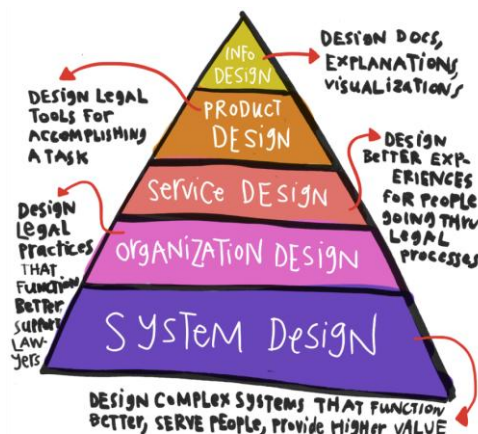 INFO
DESIGN
DESIGN DOCS,
EXPLANATIONS,
VISUALIZATIONS
DESIGN LEGAL
TOOLS FOR
ACCOMPLISHING
A TASK
PRODUCT
DESIGN
SERVICE DESIGN
DESIGN
BETTER EXP-
ERIENCES
FOR PEOPLE
GOING THRU
LEGAL
PROCESSES
DESIGN
LEGAL
PRACTICES
THAT
FUNCTION
BETTER,
SUPPORT
LAW-
YERS
ORGANIZATION DESIGN
SYSTEM DESIGN
DESIGN COMPLEX SYSTEMS THAT FUNCTION
BETTER, SERVE PEOPLE, PROVIDE HIGHER VALUE